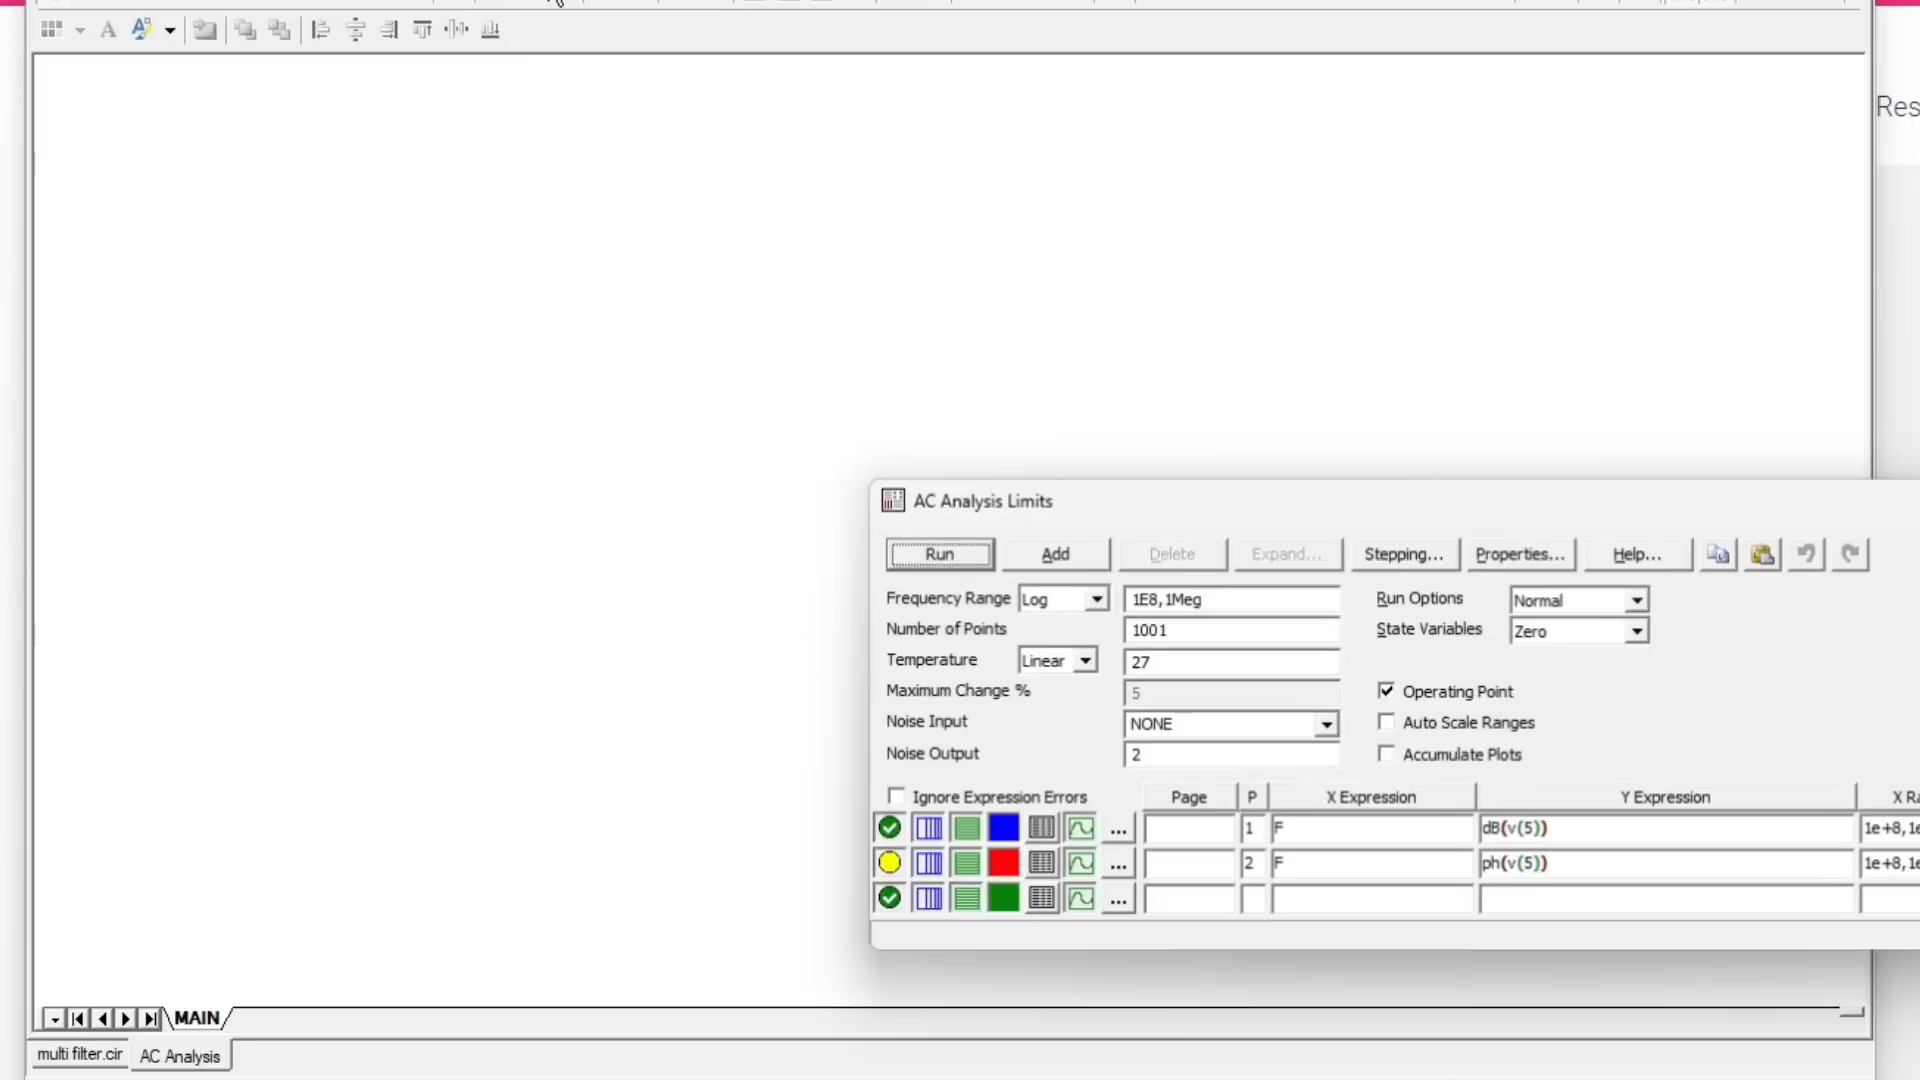 Res
AC Analysis Limits
Run Add Delete Expand... Stepping... Properties... Help...
Frequency Range Log 1E8,1Meg Run Options Normal
Number of Points 1001 State Variables Zero
Temperature Linear 27
Maximum Change % 5 Operating Point
Noise Input NONE Auto Scale Ranges
Noise Output 2 Accumulate Plots
Ignore Expression Errors Page P X Expression Y Expression X Ra
... 1 F dB(v(5)) 1e+8,1e
... 2 F ph(v(5)) 1e+8,1e
...
MAIN
multi filter.cir AC Analysis